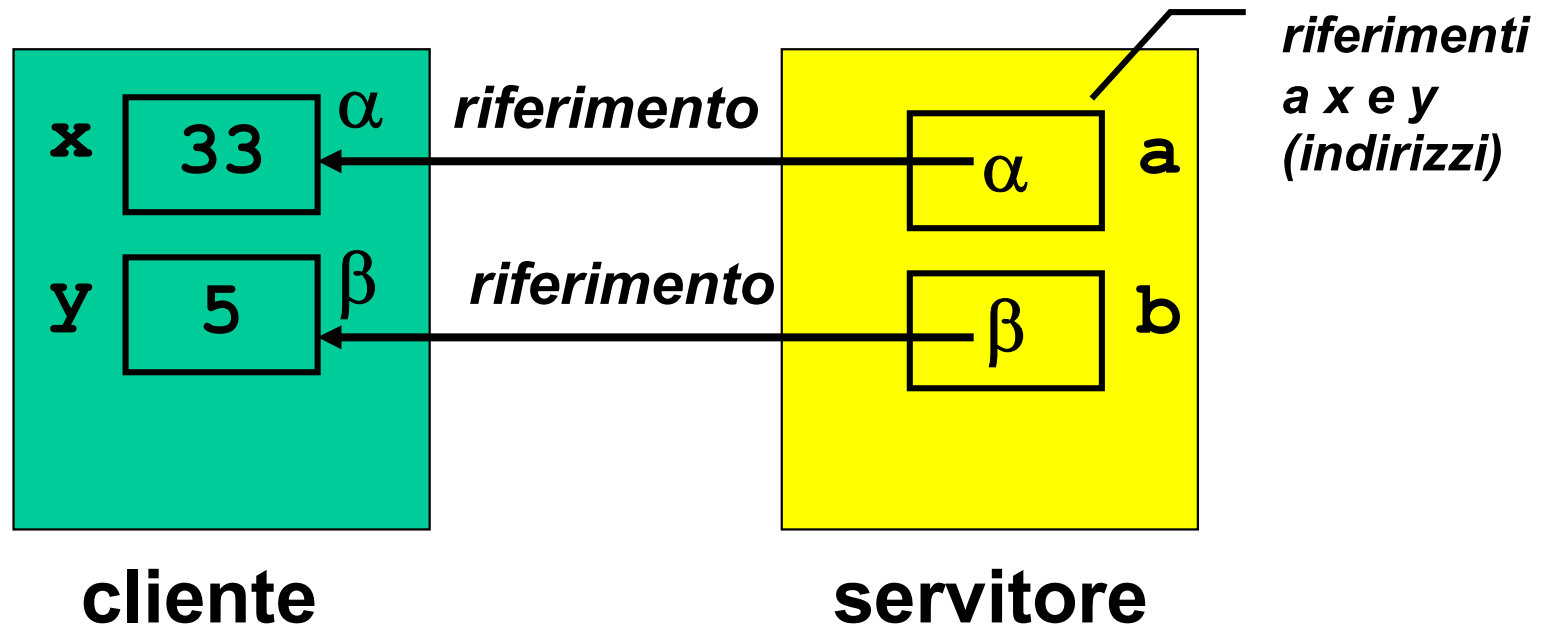 riferimenti
a x e y
(indirizzi)
x 33 α riferimento α a
y 5 β riferimento β b
cliente servitore